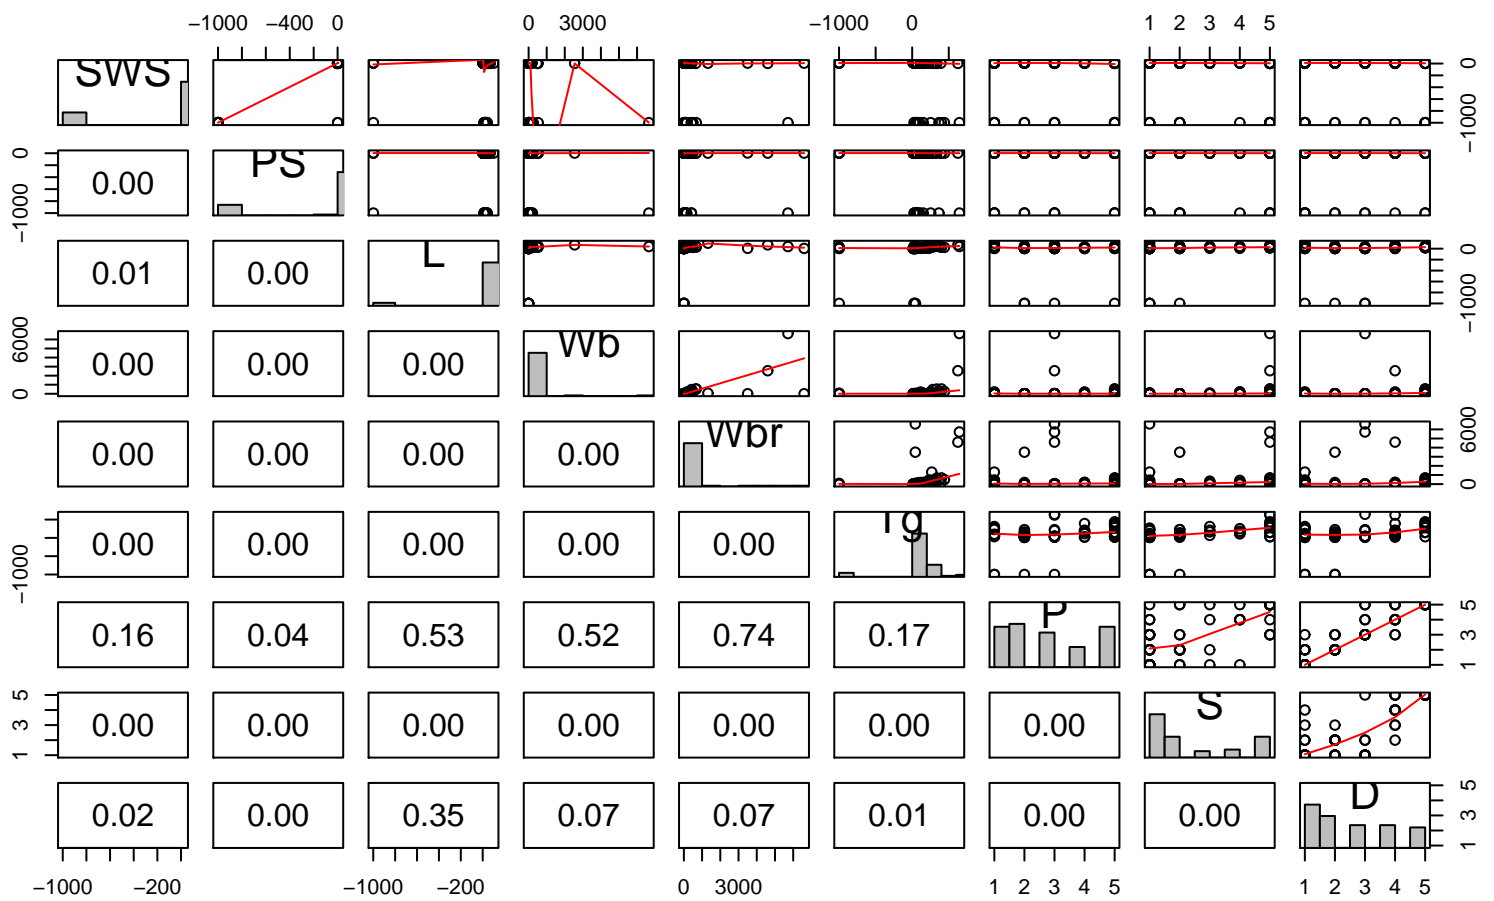 −1000 −400 0 0 3000 −1000 0 1 2 3 4 5
SWS −1000 0
−1000 0 0.00 PS
0.01 0.00 L −1000 0
0 6000 0.00 0.00 0.00 Wb
0.00 0.00 0.00 0.00 Wbr 0 6000
−1000 0.00 0.00 0.00 0.00 0.00 Tg
0.16 0.04 0.53 0.52 0.74 0.17 P 1 3 5
1 3 5 0.00 0.00 0.00 0.00 0.00 0.00 0.00 S
0.02 0.00 0.35 0.07 0.07 0.01 0.00 0.00 D 1 3 5
−1000 −200 −1000 −200 0 3000 1 2 3 4 5 1 2 3 4 5